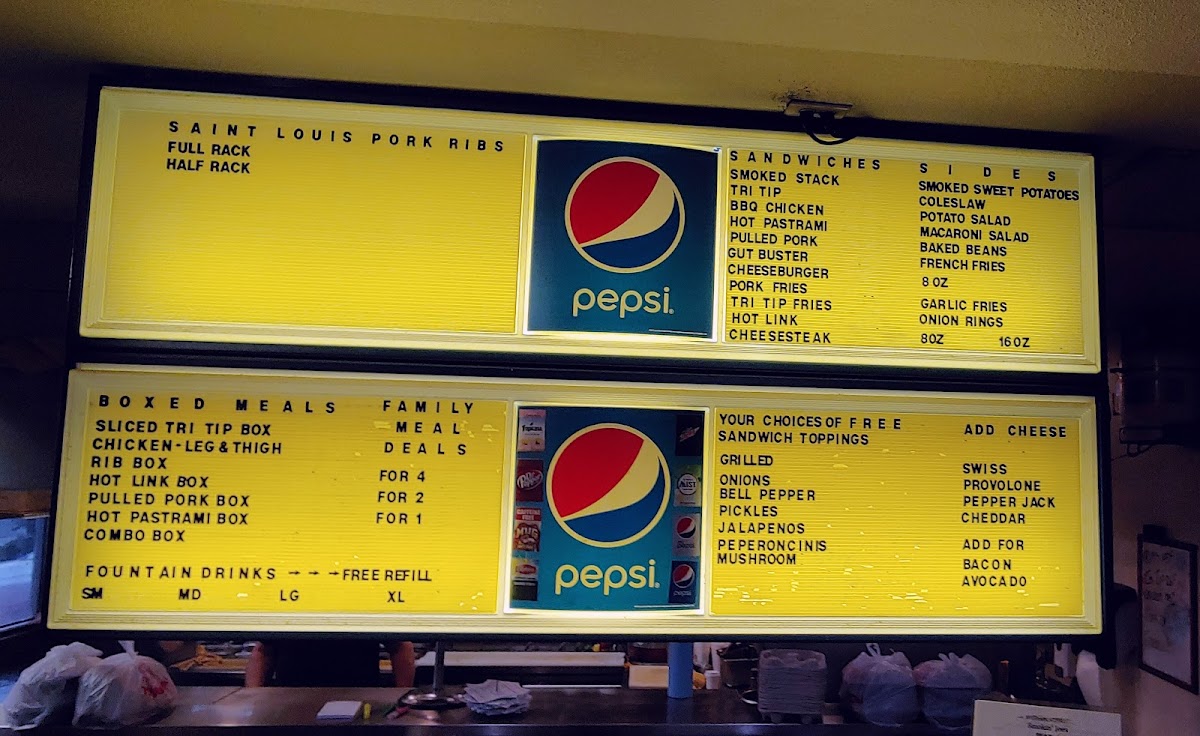 SAINT LOUIS PORK RIBS
FULL RACK
HALF RACK
pepsi.
SANDWICHES
SMOKED STACK
TRI TIP
BBQ CHICKEN
HOT PASTRAMI
PULLED PORK
GUT BUSTER
CHEESEBURGER
PORK FRIES
TRI TIP FRIES
HOT LINK
CHEESESTEAK
SIDES
SMOKED SWEET POTATOES
COLESLAW
POTATO SALAD
MACARONI SALAD
BAKED BEANS
FRENCH FRIES
8 OZ
GARLIC FRIES
ONION RINGS
8OZ 16OZ
BOXED MEALS
SLICED TRI TIP BOX
CHICKEN-LEG & THIGH
RIB BOX
HOT LINK BOX
PULLED PORK BOX
HOT PASTRAMI BOX
COMBO BOX
FAMILY
MEAL
DEALS
FOR 4
FOR 2
FOR 1
FOUNTAIN DRINKS → → → FREE REFILL
SM MD LG XL
Tropicana
Dr Pepper
MUG
MIST
pepsi
pepsi.
YOUR CHOICES OF FREE
SANDWICH TOPPINGS
GRILLED
ONIONS
BELL PEPPER
PICKLES
JALAPENOS
PEPERONCINIS
MUSHROOM
ADD CHEESE
SWISS
PROVOLONE
PEPPER JACK
CHEDDAR
ADD FOR
BACON
AVOCADO